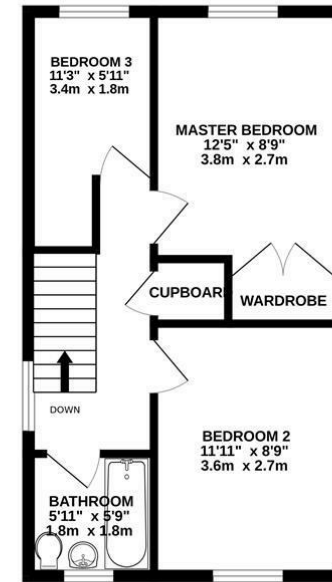 BEDROOM 3
11'3" x 5'11"
3.4m x 1.8m
MASTER BEDROOM
12'5" x 8'9"
3.8m x 2.7m
CUPBOARD
WARDROBE
DOWN
BEDROOM 2
11'11" x 8'9"
3.6m x 2.7m
BATHROOM
5'11" x 5'9"
1.8m x 1.8m